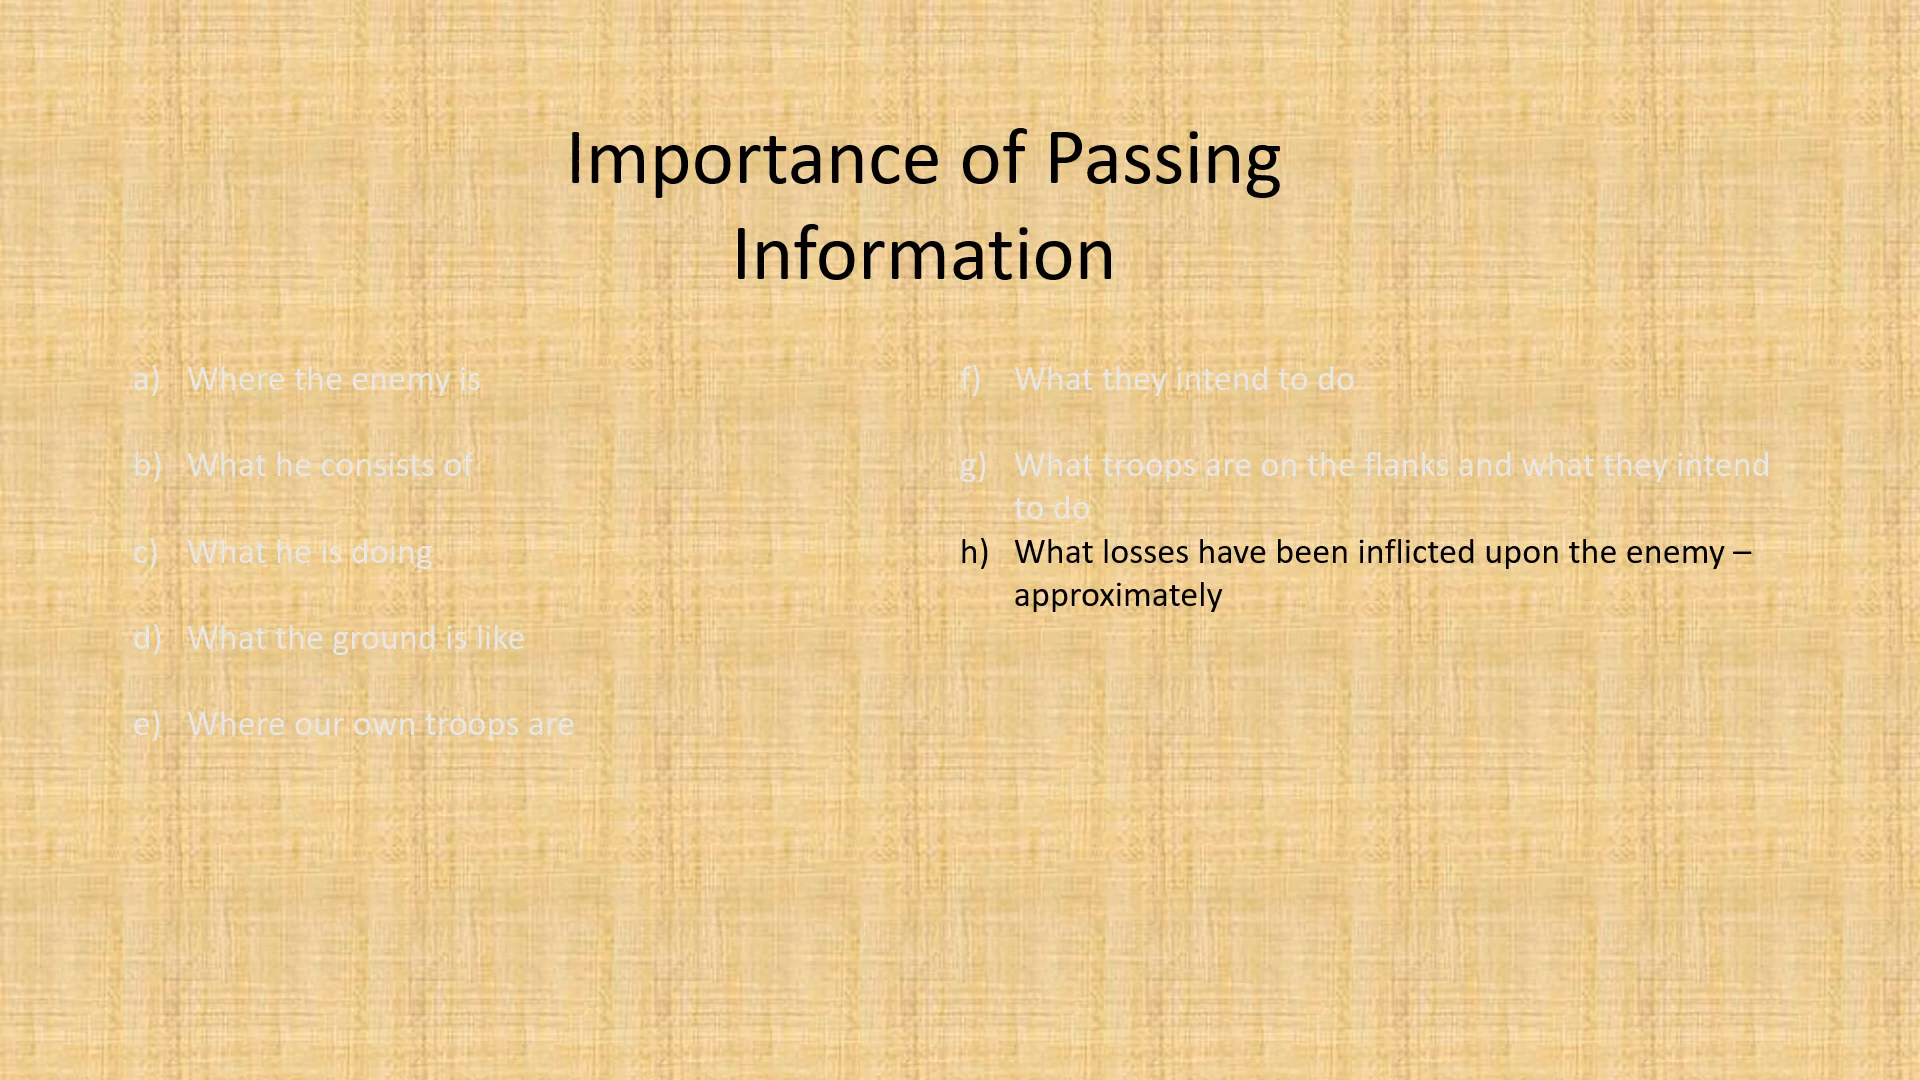 Importance of Passing
Information
a) Where the enemy is
b) What he consists of
c) What he is doing
d) What the ground is like
e) Where our own troops are
f) What they intend to do
g) What troops are on the flanks and what they intend
to do
h) What losses have been inflicted upon the enemy –
approximately